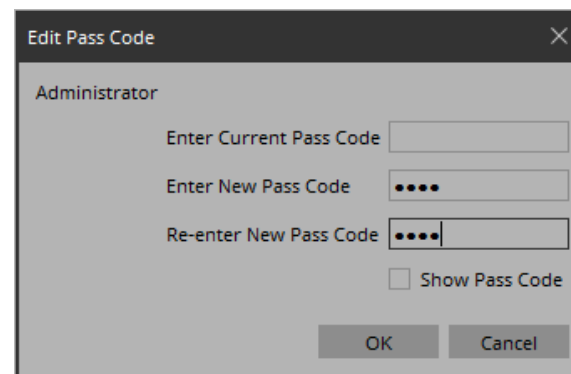 Edit Pass Code
Administrator
Enter Current Pass Code
Enter New Pass Code ••••
Re-enter New Pass Code ••••
Show Pass Code
OK Cancel